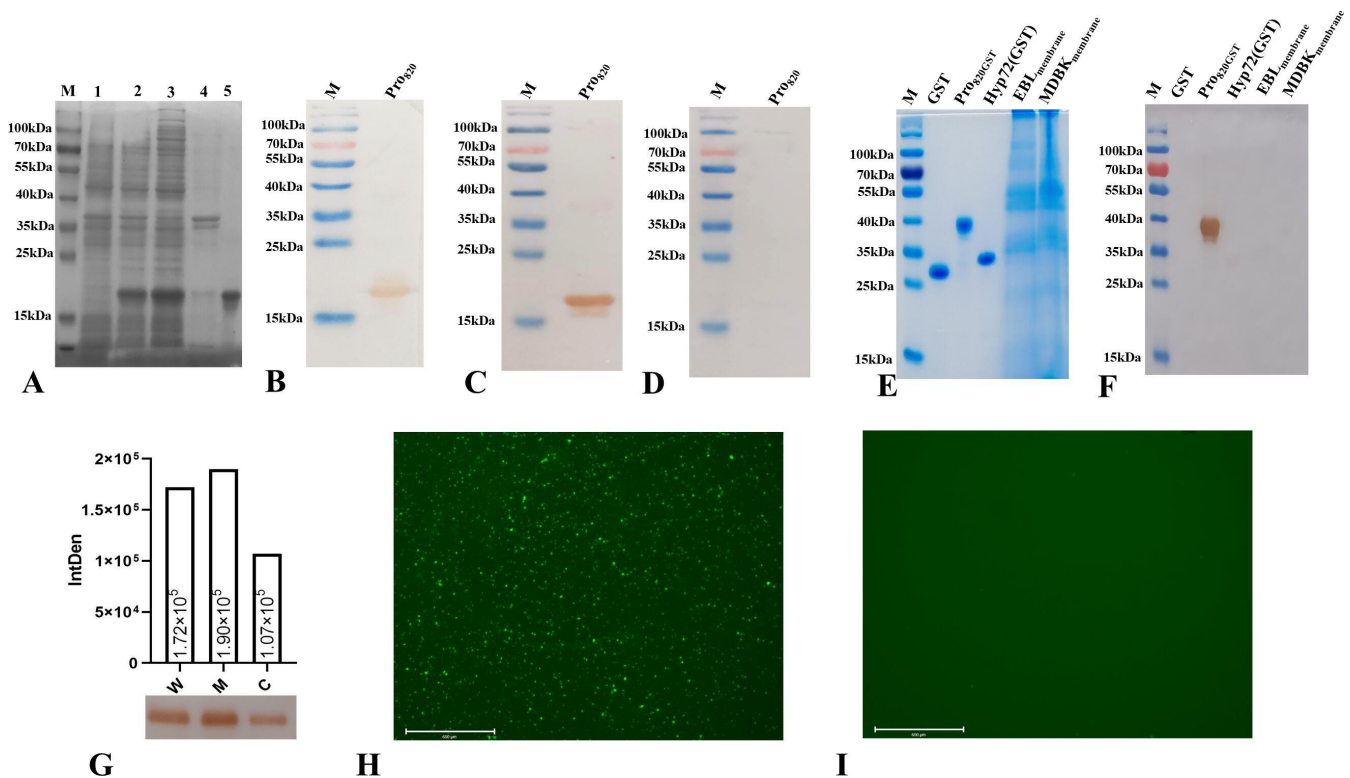 M 1 2 3 4 5
100kDa
70kDa
55kDa
40kDa
35kDa
25kDa
15kDa
A
M Pro820
100kDa
70kDa
55kDa
40kDa
35kDa
25kDa
15kDa
B
M Pro820
100kDa
70kDa
55kDa
40kDa
35kDa
25kDa
15kDa
C
M Pro820
100kDa
70kDa
55kDa
40kDa
35kDa
25kDa
15kDa
D
M GST Pro820GST Hyp72(GST) EBLmembrane MDBKmembrane
100kDa
70kDa
55kDa
40kDa
35kDa
25kDa
15kDa
E
M GST Pro820GST Hyp72(GST) EBLmembrane MDBKmembrane
100kDa
70kDa
55kDa
40kDa
35kDa
25kDa
15kDa
F
IntDen
2×10⁵
1.5×10⁵
1×10⁵
5×10⁴
0
1.72×10⁵
1.90×10⁵
1.07×10⁵
W M C
G
H
I